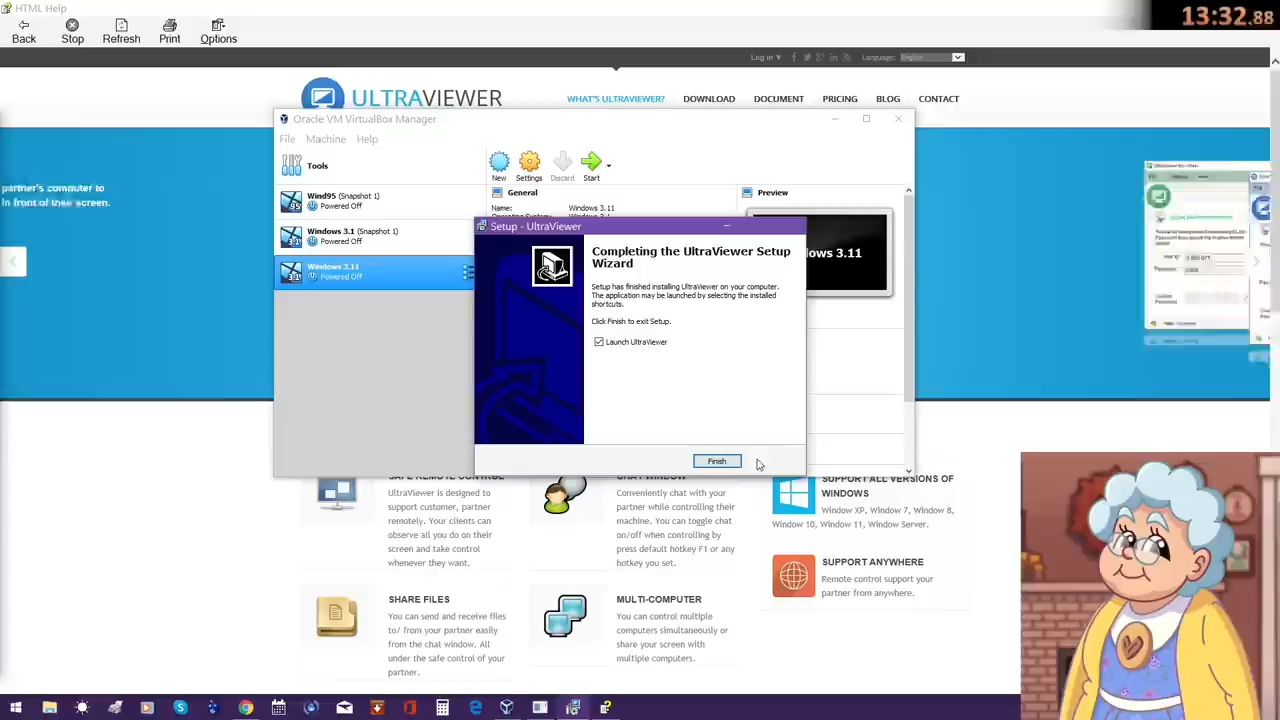 HTML Help
13:32.88
Back
Stop
Refresh
Print
Options
Log in
Language:
English
ULTRAVIEWER
WHAT'S ULTRAVIEWER?
DOWNLOAD
DOCUMENT
PRICING
BLOG
CONTACT
partner's computer to
In front of their screen.
Oracle VM VirtualBox Manager
File
Machine
Help
Tools
New
Settings
Discard
Start
Wind95 (Snapshot 1)
Powered Off
Windows 3.1 (Snapshot 1)
Powered Off
Windows 3.11
Powered Off
General
Name:
Windows 3.11
Preview
ows 3.11
Setup - UltraViewer
Completing the UltraViewer Setup
Wizard
Setup has finished installing UltraViewer on your computer.
The application may be launched by selecting the installed
shortcuts.
Click Finish to exit Setup.
Launch UltraViewer
Finish
SAFE REMOTE CONTROL
UltraViewer is designed to
support customer, partner
remotely. Your clients can
observe all you do on their
screen and take control
whenever they want.
CHAT WINDOW
Conveniently chat with your
partner while controlling their
machine. You can toggle chat
on/off when controlling by
press default hotkey F1 or any
hotkey you set.
SUPPORT ALL VERSIONS OF
WINDOWS
Window XP, Window 7, Window 8,
Window 10, Window 11, Window Server.
SUPPORT ANYWHERE
Remote control support your
partner from anywhere.
SHARE FILES
You can send and receive files
to/ from your partner easily
from the chat window. All
under the safe control of your
partner.
MULTI-COMPUTER
You can control multiple
computers simultaneously or
share your screen with
multiple computers.